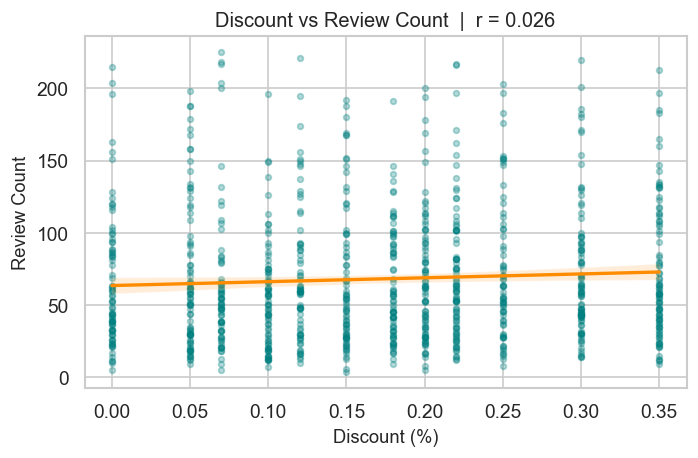 Discount vs Review Count | r = 0.026
Review Count
200
150
100
50
0
0.00 0.05 0.10 0.15 0.20 0.25 0.30 0.35
Discount (%)